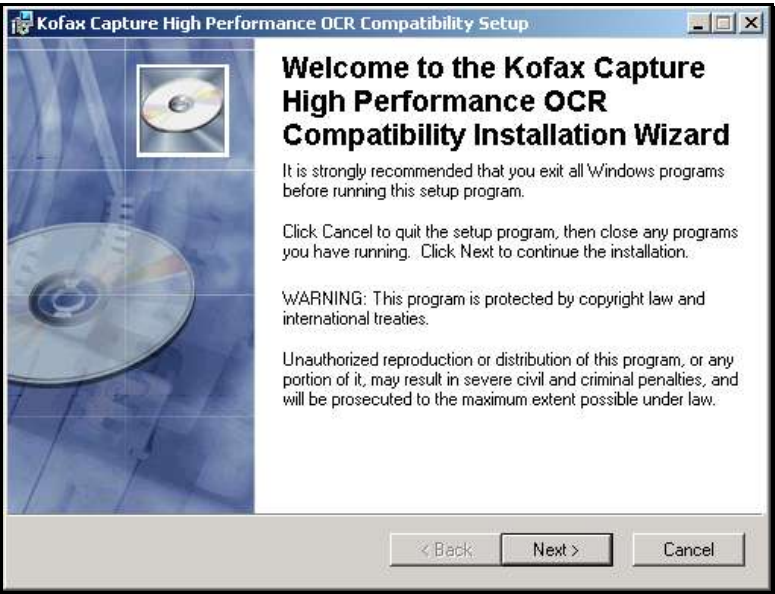 Kofax Capture High Performance OCR Compatibility Setup
Welcome to the Kofax Capture
High Performance OCR
Compatibility Installation Wizard
It is strongly recommended that you exit all Windows programs
before running this setup program.
Click Cancel to quit the setup program, then close any programs
you have running.  Click Next to continue the installation.
WARNING: This program is protected by copyright law and
international treaties.
Unauthorized reproduction or distribution of this program, or any
portion of it, may result in severe civil and criminal penalties, and
will be prosecuted to the maximum extent possible under law.
< Back
Next >
Cancel